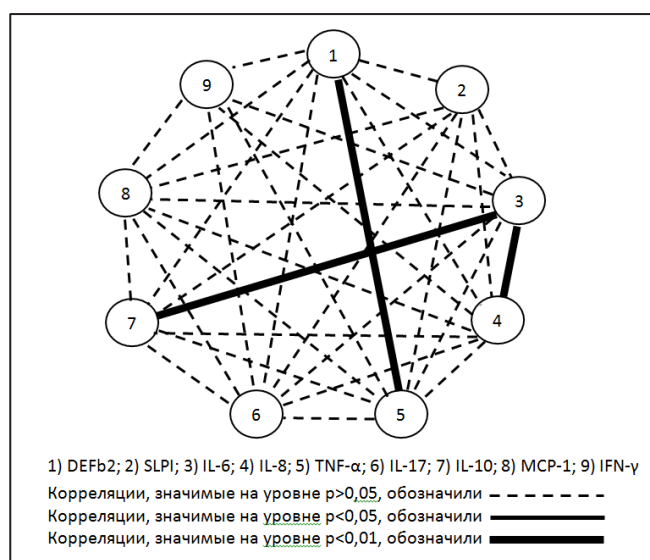 1
2
3
4
5
6
7
8
9
1) DEFb2; 2) SLPI; 3) IL-6; 4) IL-8; 5) TNF-α; 6) IL-17; 7) IL-10; 8) MCP-1; 9) IFN-γ
Корреляции, значимые на уровне p>0,05, обозначили
Корреляции, значимые на уровне p<0,05, обозначили
Корреляции, значимые на уровне p<0,01, обозначили